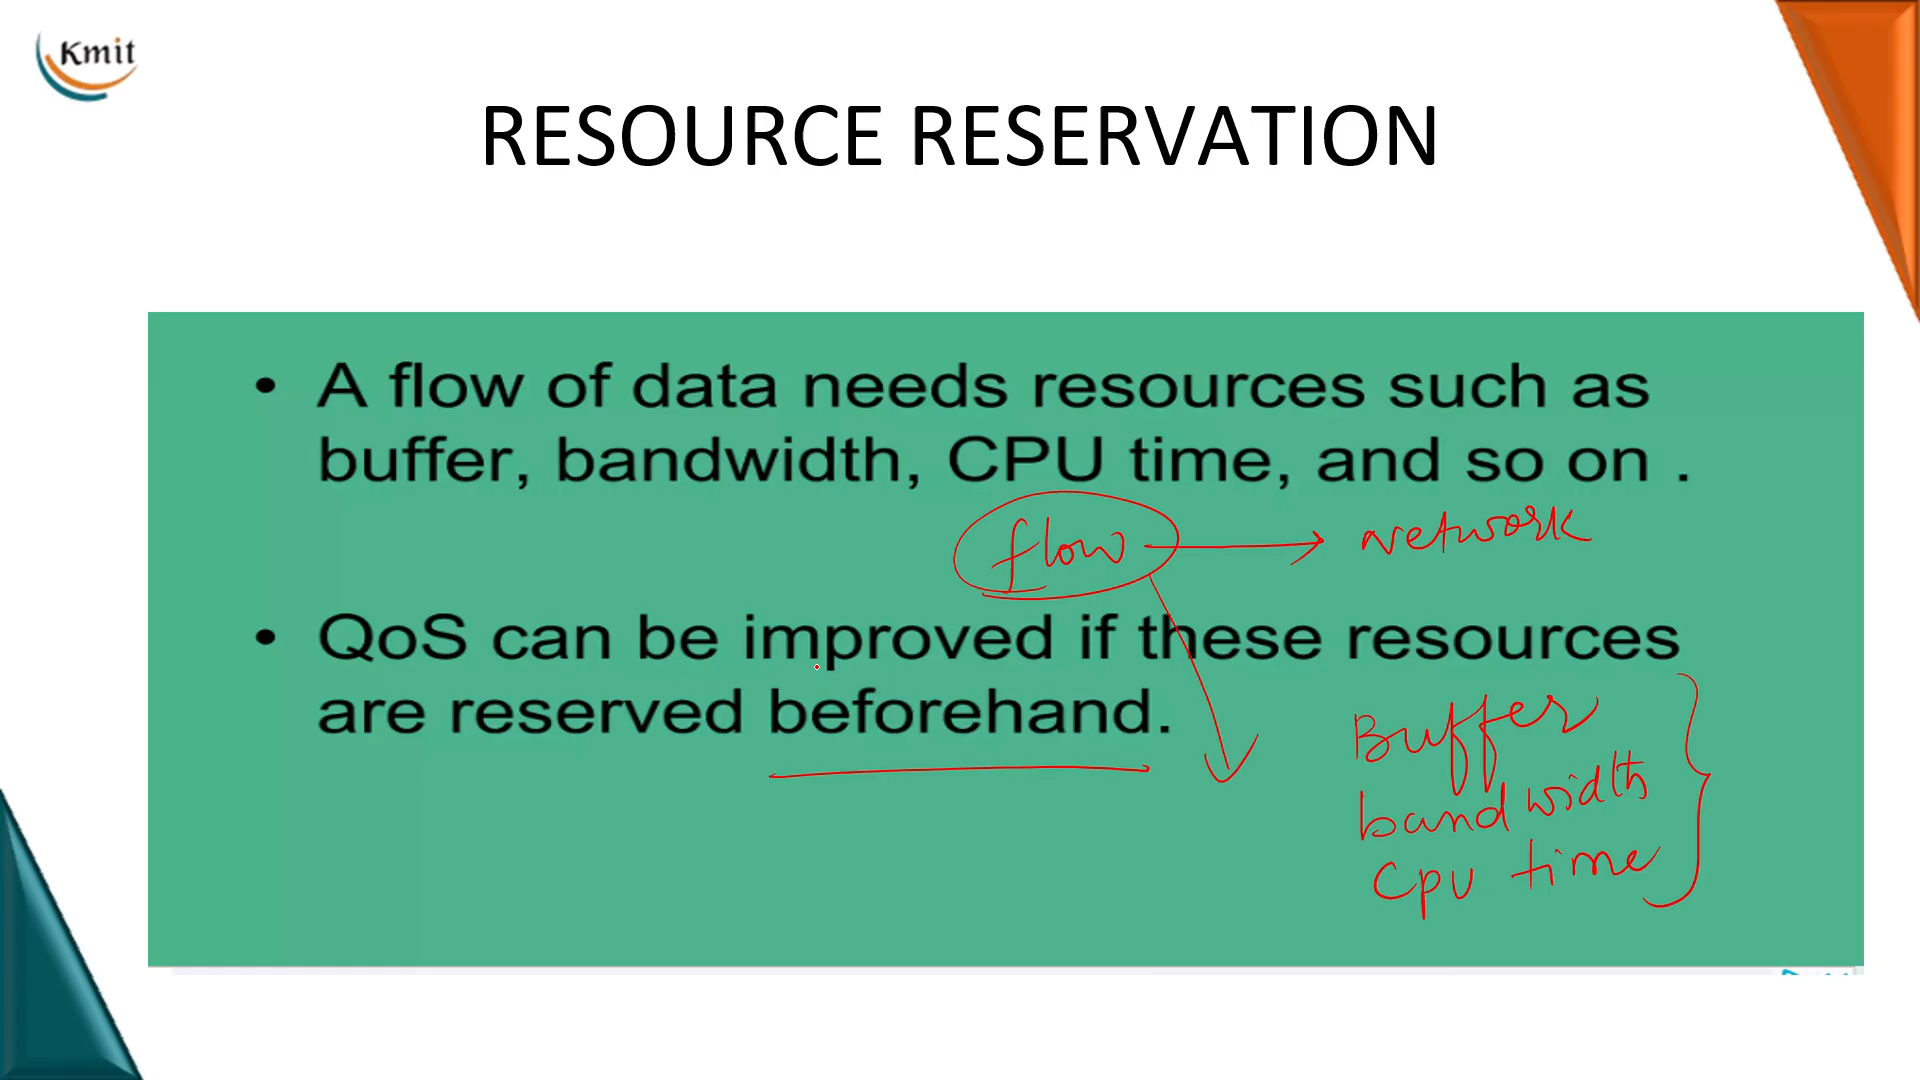 Kmit
RESOURCE RESERVATION
• A flow of data needs resources such as
buffer, bandwidth, CPU time, and so on .
flow → network
• QoS can be improved if these resources
are reserved beforehand.
Buffer
bandwidth
Cpu time